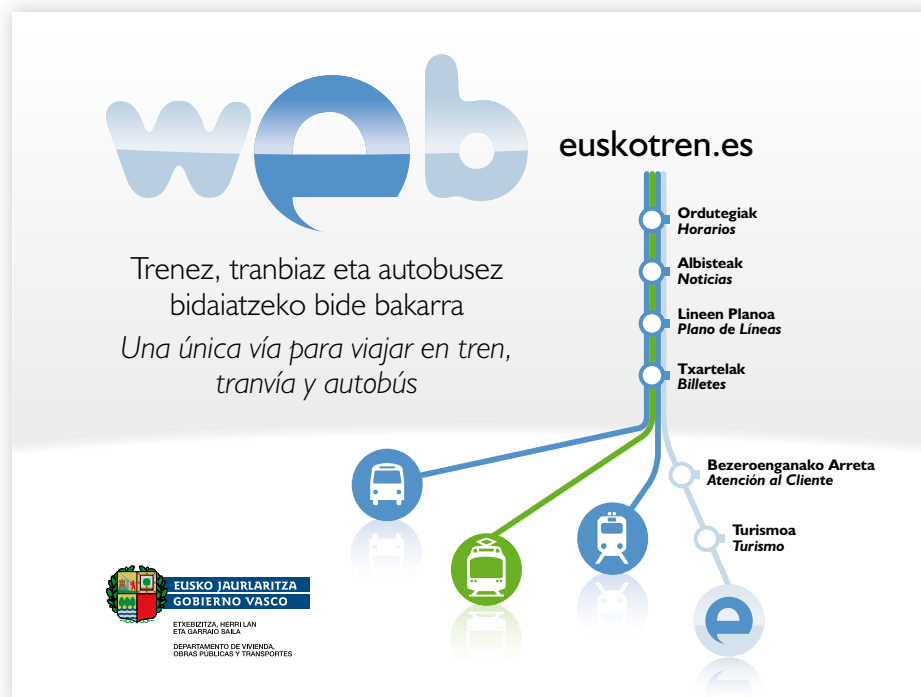 web
euskotren.es
Ordutegiak
Horarios
Albisteak
Noticias
Lineen Planoa
Plano de Líneas
Txartelak
Billetes
Trenez, tranbiaz eta autobusez
bidaiatzeko bide bakarra
Una única vía para viajar en tren,
tranvía y autobús
Bezeroenganako Arreta
Atención al Cliente
Turismoa
Turismo
e
EUSKO JAURLARITZA
GOBIERNO VASCO
ETXEBIZITZA, HERRI LAN
ETA GARRAIO SAILA
DEPARTAMENTO DE VIVIENDA,
OBRAS PÚBLICAS Y TRANSPORTES